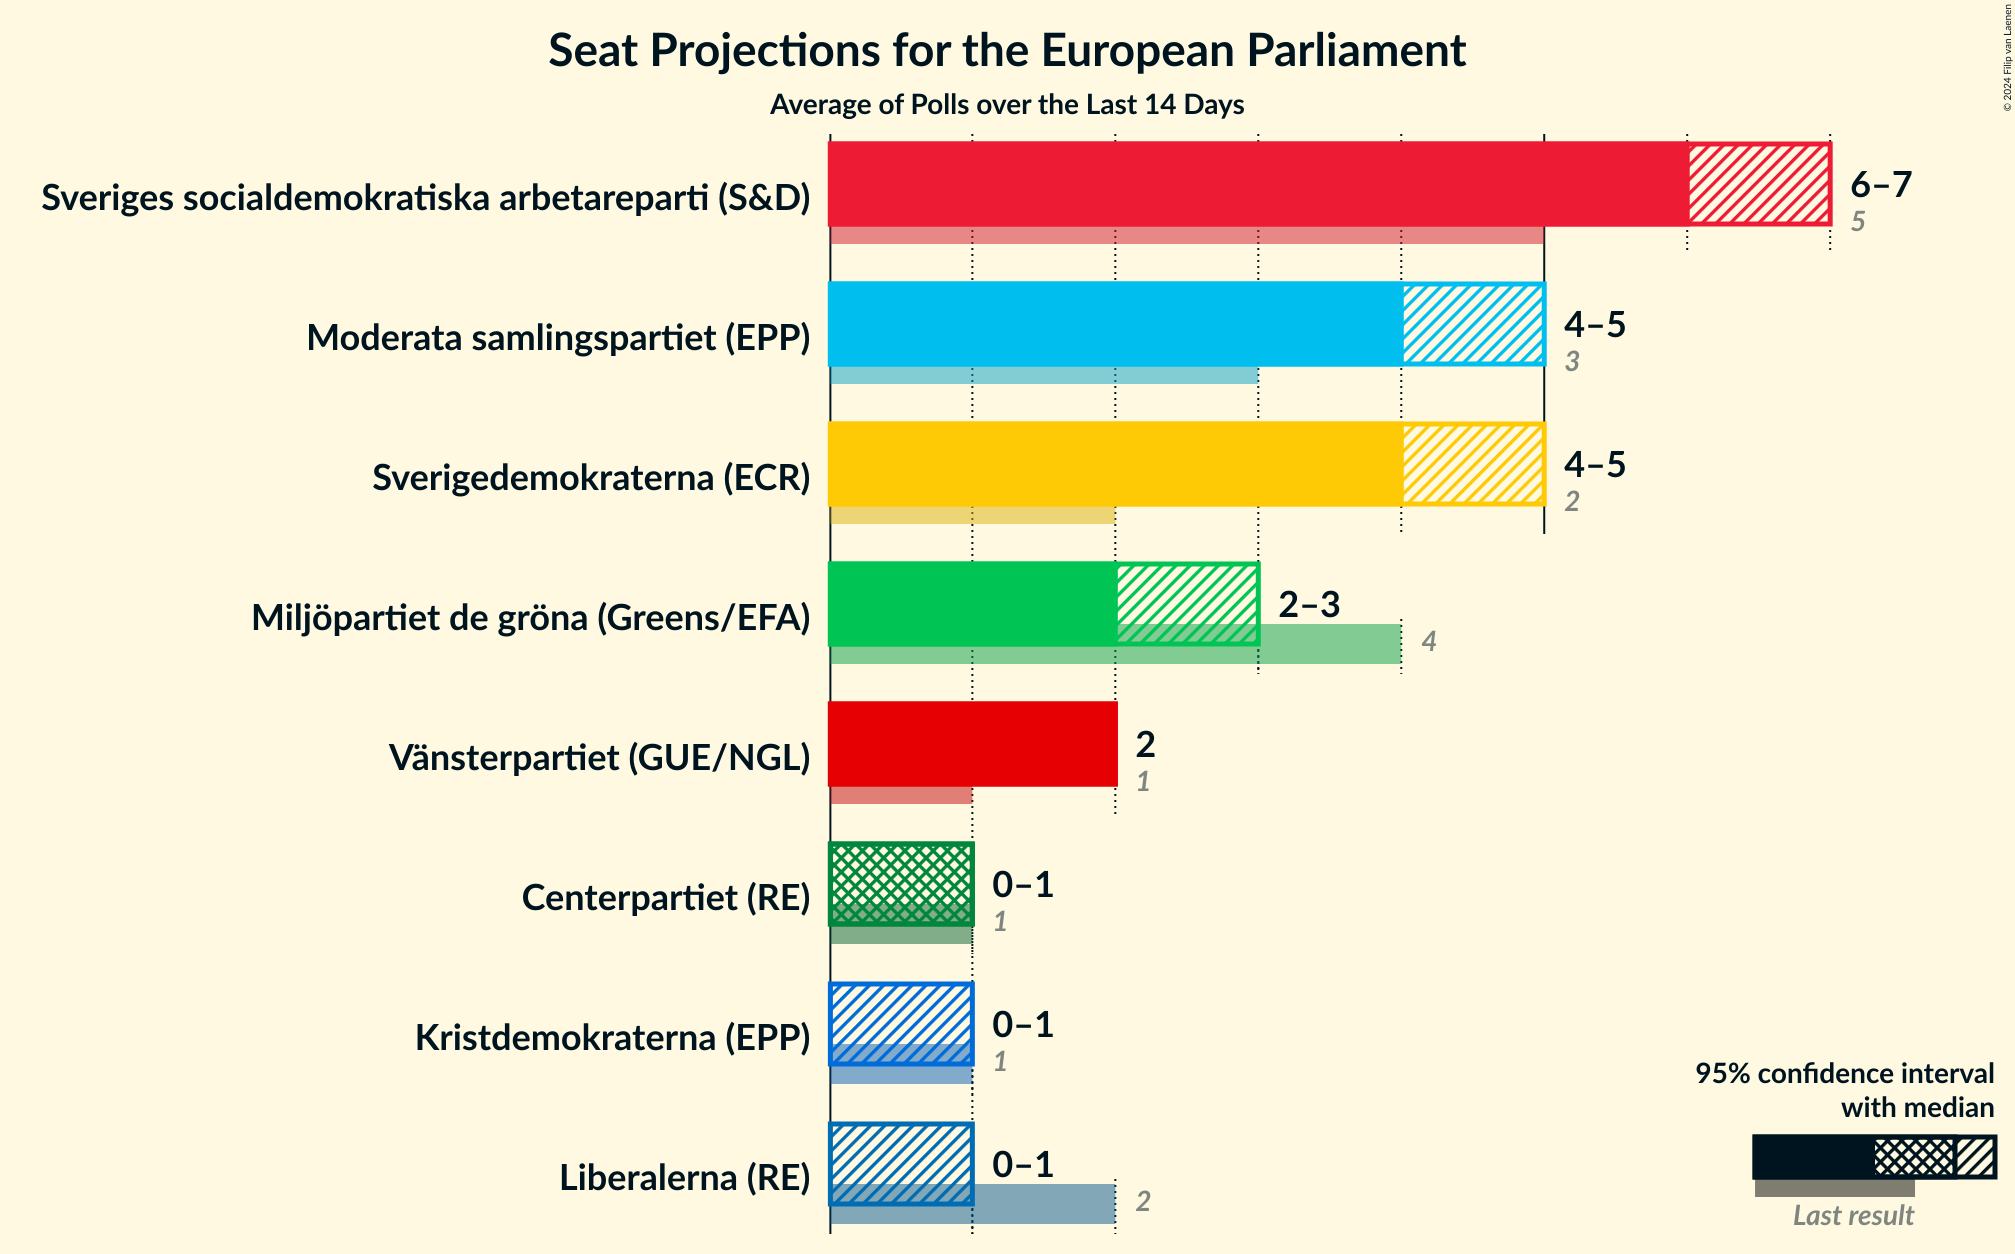 Seat Projections for the European Parliament
Average of Polls over the Last 14 Days
© 2024 Filip van Laenen
Sveriges socialdemokratiska arbetareparti (S&D)
6–7
5
Moderata samlingspartiet (EPP)
4–5
3
Sverigedemokraterna (ECR)
4–5
2
Miljöpartiet de gröna (Greens/EFA)
2–3
4
Vänsterpartiet (GUE/NGL)
2
1
Centerpartiet (RE)
0–1
1
Kristdemokraterna (EPP)
0–1
1
Liberalerna (RE)
0–1
2
95% confidence interval
with median
Last result